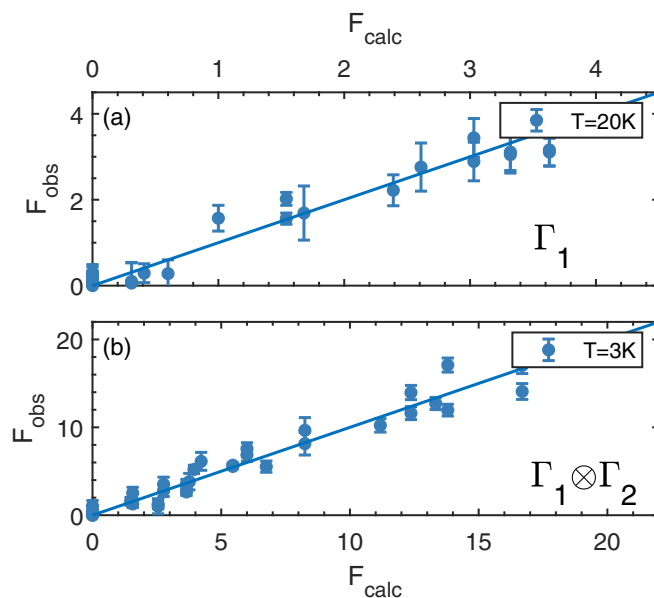 F_calc
0 1 2 3 4
(a)
T=20K
4
2
0
F_obs
Γ_1
(b)
T=3K
20
10
0
F_obs
Γ_1⊗Γ_2
0 5 10 15 20
F_calc